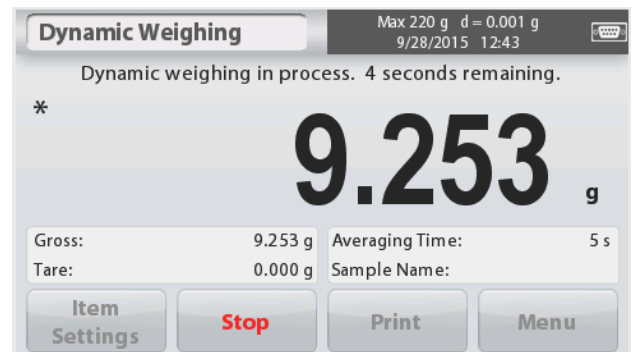 Dynamic Weighing
Max 220 g d = 0.001 g
9/28/2015 12:43
Dynamic weighing in process. 4 seconds remaining.
*
9.253 g
Gross: 9.253 g
Tare: 0.000 g
Averaging Time: 5 s
Sample Name:
Item
Settings
Stop
Print
Menu